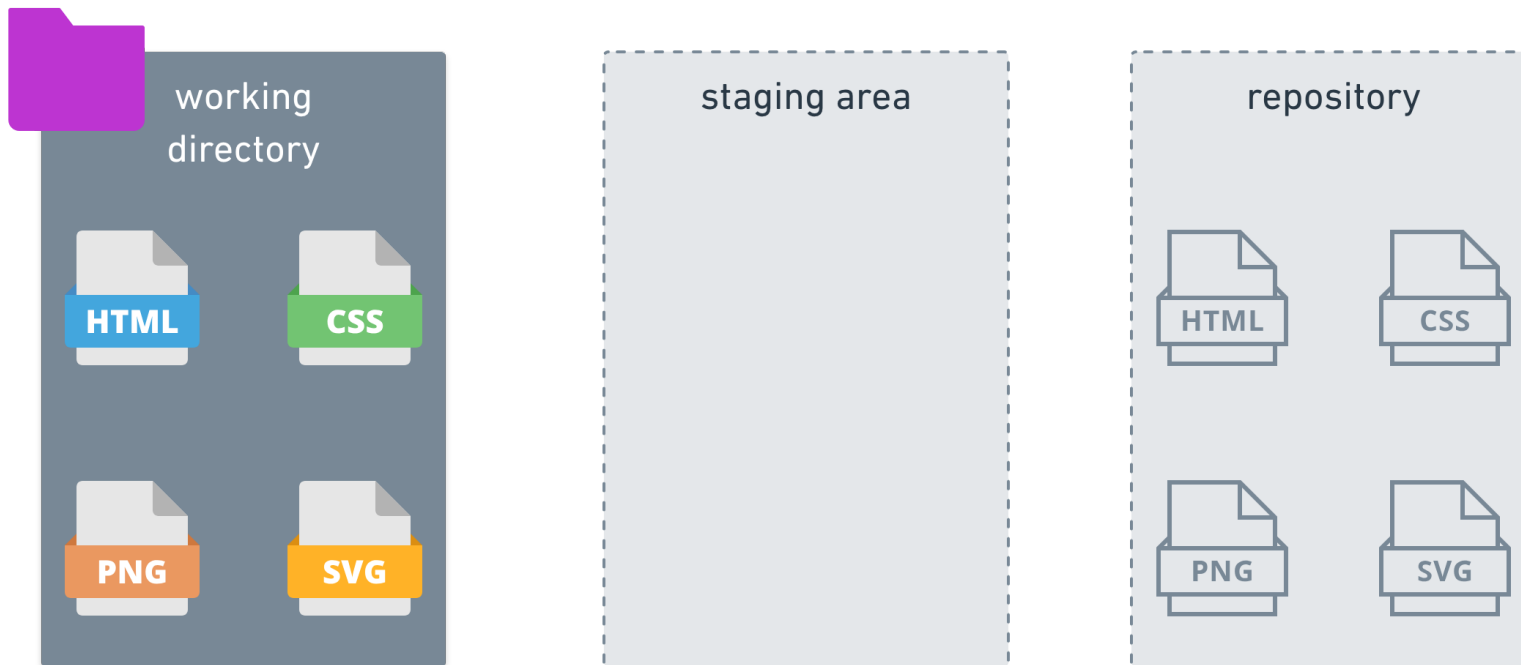 working
directory
HTML
CSS
PNG
SVG
staging area
repository
HTML
CSS
PNG
SVG